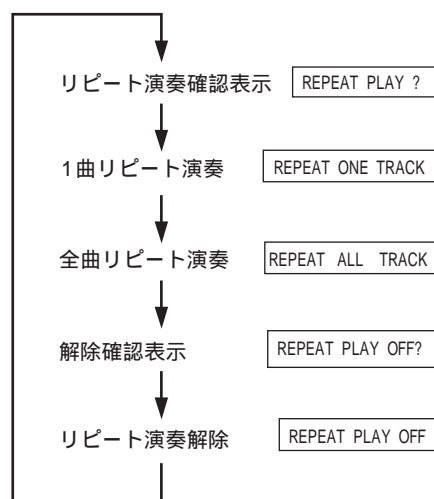 リピート演奏確認表示 REPEAT PLAY ?
1曲リピート演奏 REPEAT ONE TRACK
全曲リピート演奏 REPEAT ALL TRACK
解除確認表示 REPEAT PLAY OFF?
リピート演奏解除 REPEAT PLAY OFF